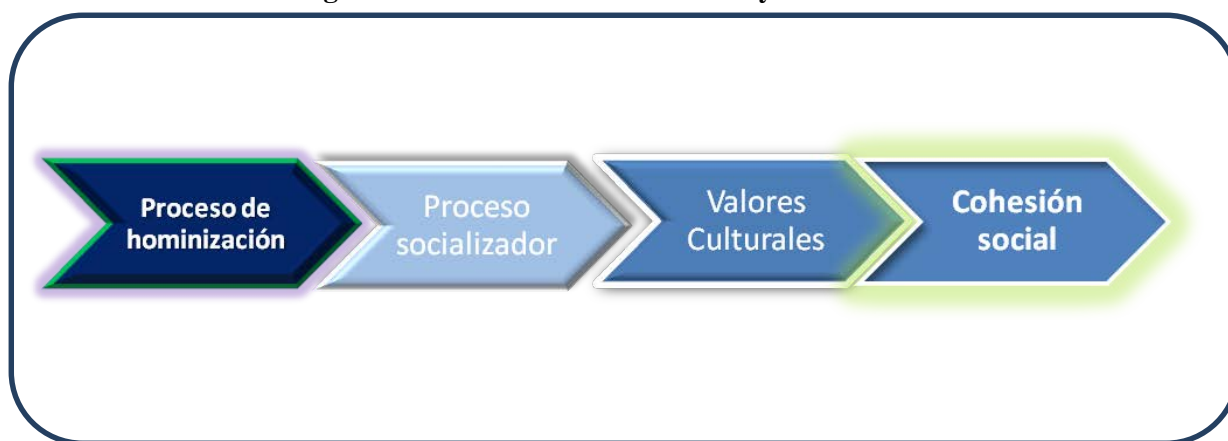 Proceso de
hominización
Proceso
socializador
Valores
Culturales
Cohesión
social